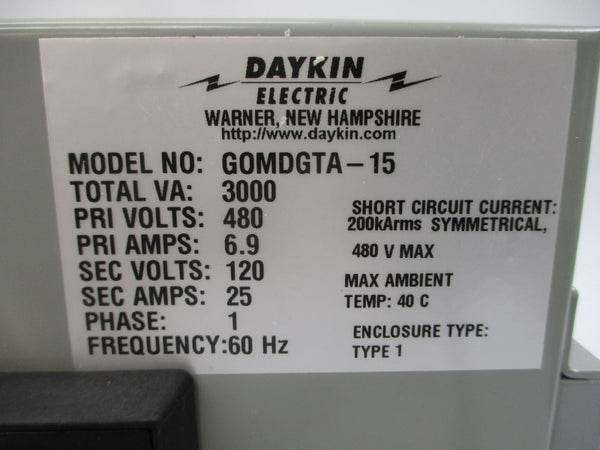 DAYKIN
ELECTRIC
WARNER, NEW HAMPSHIRE
http://www.daykin.com
MODEL NO: GOMDGTA-15
TOTAL VA: 3000
PRI VOLTS: 480
PRI AMPS: 6.9
SEC VOLTS: 120
SEC AMPS: 25
PHASE: 1
FREQUENCY:60 Hz
SHORT CIRCUIT CURRENT:
200kArms SYMMETRICAL,
480 V MAX
MAX AMBIENT
TEMP: 40 C
ENCLOSURE TYPE:
TYPE 1